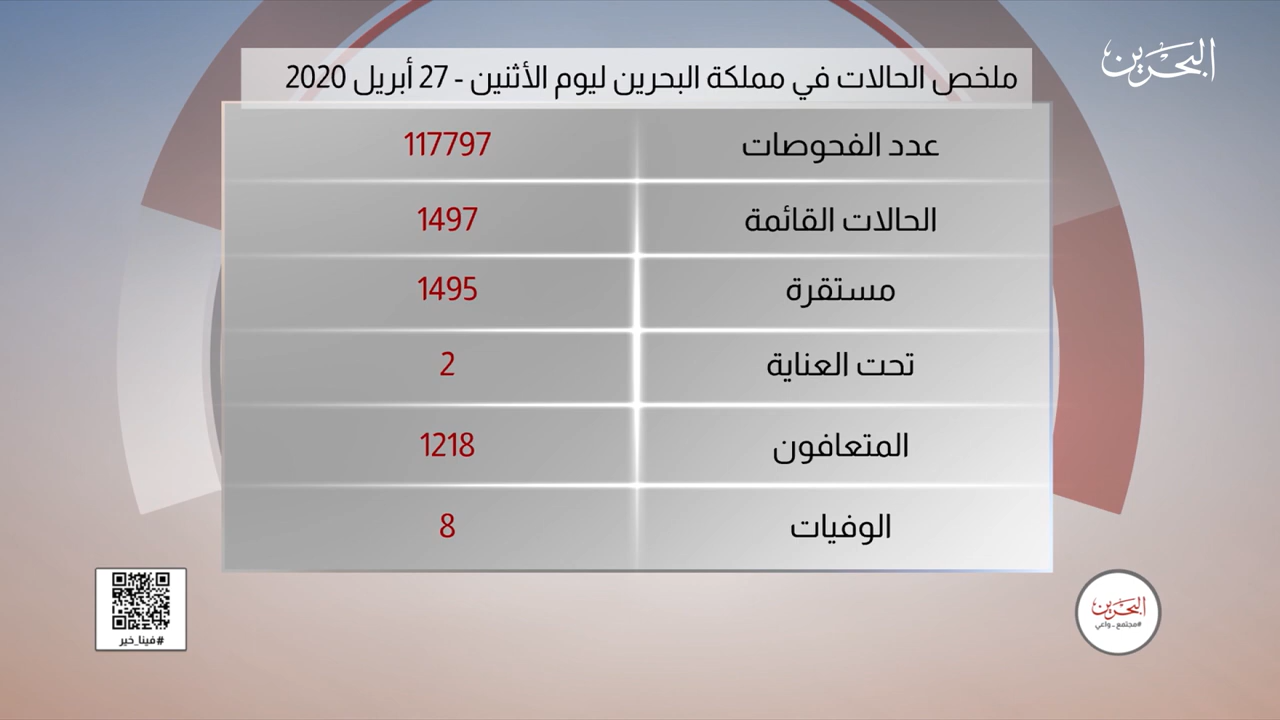 البحرين
ملخص الحالات في مملكة البحرين ليوم الأثنين - 27 أبريل 2020
عدد الفحوصات 117797
الحالات القائمة 1497
مستقرة 1495
تحت العناية 2
المتعافون 1218
الوفيات 8
البحرين
#مجتمع_واعي
#فينا_خير